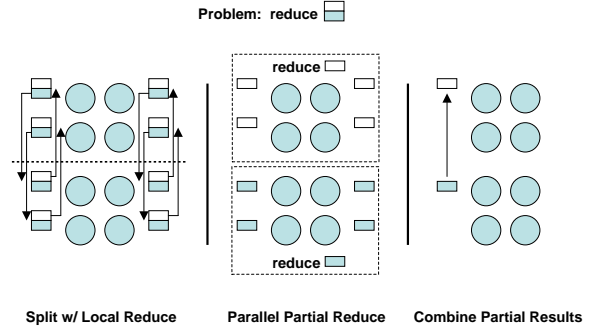 Problem: reduce
reduce
reduce
Split w/ Local Reduce
Parallel Partial Reduce
Combine Partial Results